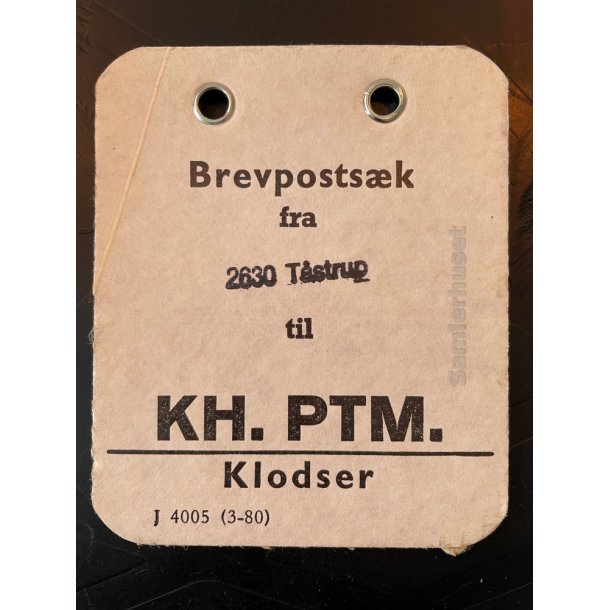 Brevpostsæk
fra
2630 Tåstrup
til
KH. PTM.
Klodser
J 4005 (3-80)
Samlerhuset